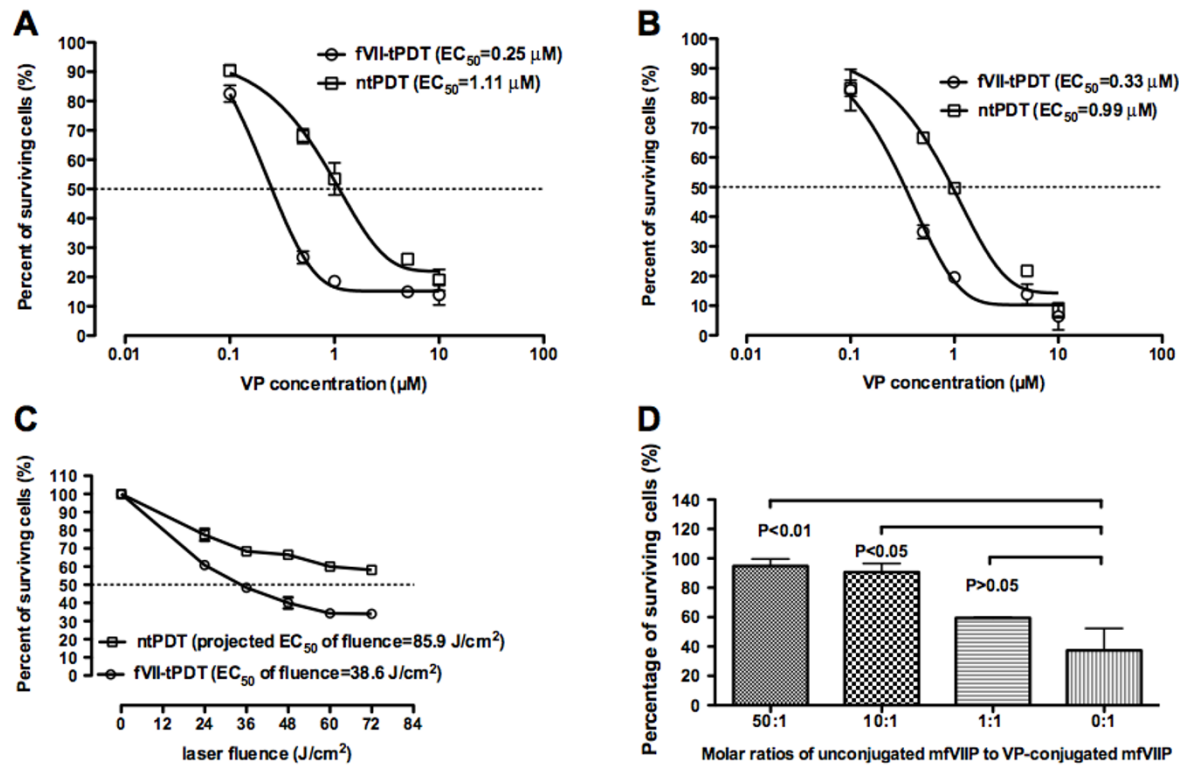 A
100
90
80
70
60
50
40
30
20
10
0
Percent of surviving cells (%)
fVII-tPDT (EC50=0.25 µM)
ntPDT (EC50=1.11 µM)
0.01 0.1 1 10 100
VP concentration (µM)
B
100
90
80
70
60
50
40
30
20
10
0
Percent of surviving cells (%)
fVII-tPDT (EC50=0.33 µM)
ntPDT (EC50=0.99 µM)
0.01 0.1 1 10 100
VP concentration (µM)
C
110
100
90
80
70
60
50
40
30
20
10
0
Percent of survivng cells (%)
ntPDT (projected EC50 of fluence=85.9 J/cm2)
fVII-tPDT (EC50 of fluence=38.6 J/cm2)
0 12 24 36 48 60 72 84
laser fluence (J/cm2)
D
140
120
100
80
60
40
20
0
Percentage of surviving cells (%)
P<0.01
P<0.05
P>0.05
50:1 10:1 1:1 0:1
Molar ratios of unconjugated mfVIIP to VP-conjugated mfVIIP